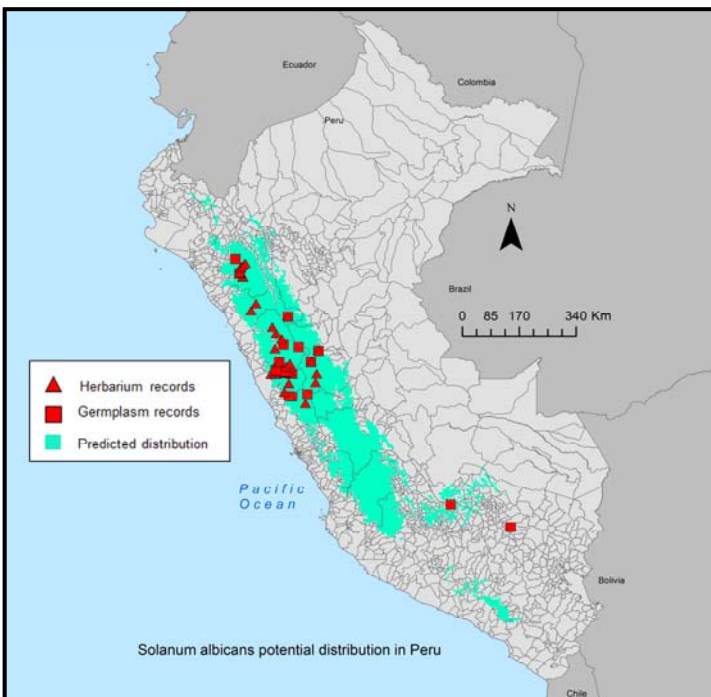 Ecuador
Colombia
Peru
N
Brazil
0 85 170 340 Km
Herbarium records
Germplasm records
Predicted distribution
Pacific
Ocean
Bolivia
Solanum albicans potential distribution in Peru
Chile